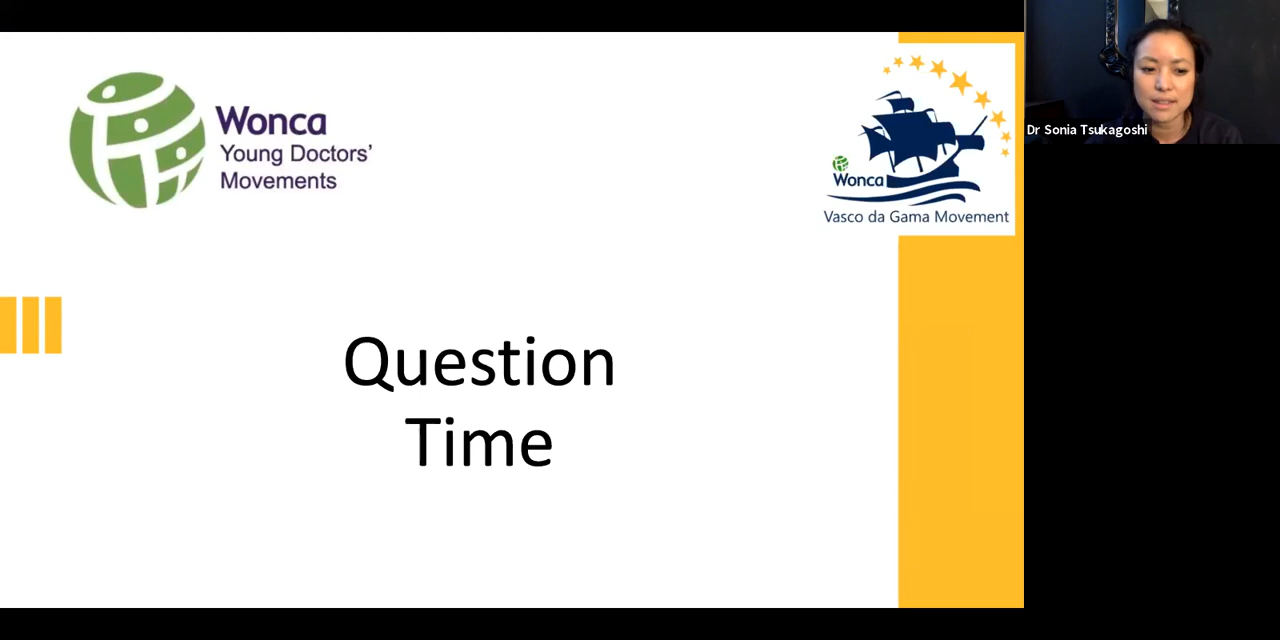 Wonca
Young Doctors’
Movements
Wonca
Vasco da Gama Movement
Dr Sonia Tsukagoshi
Question
Time